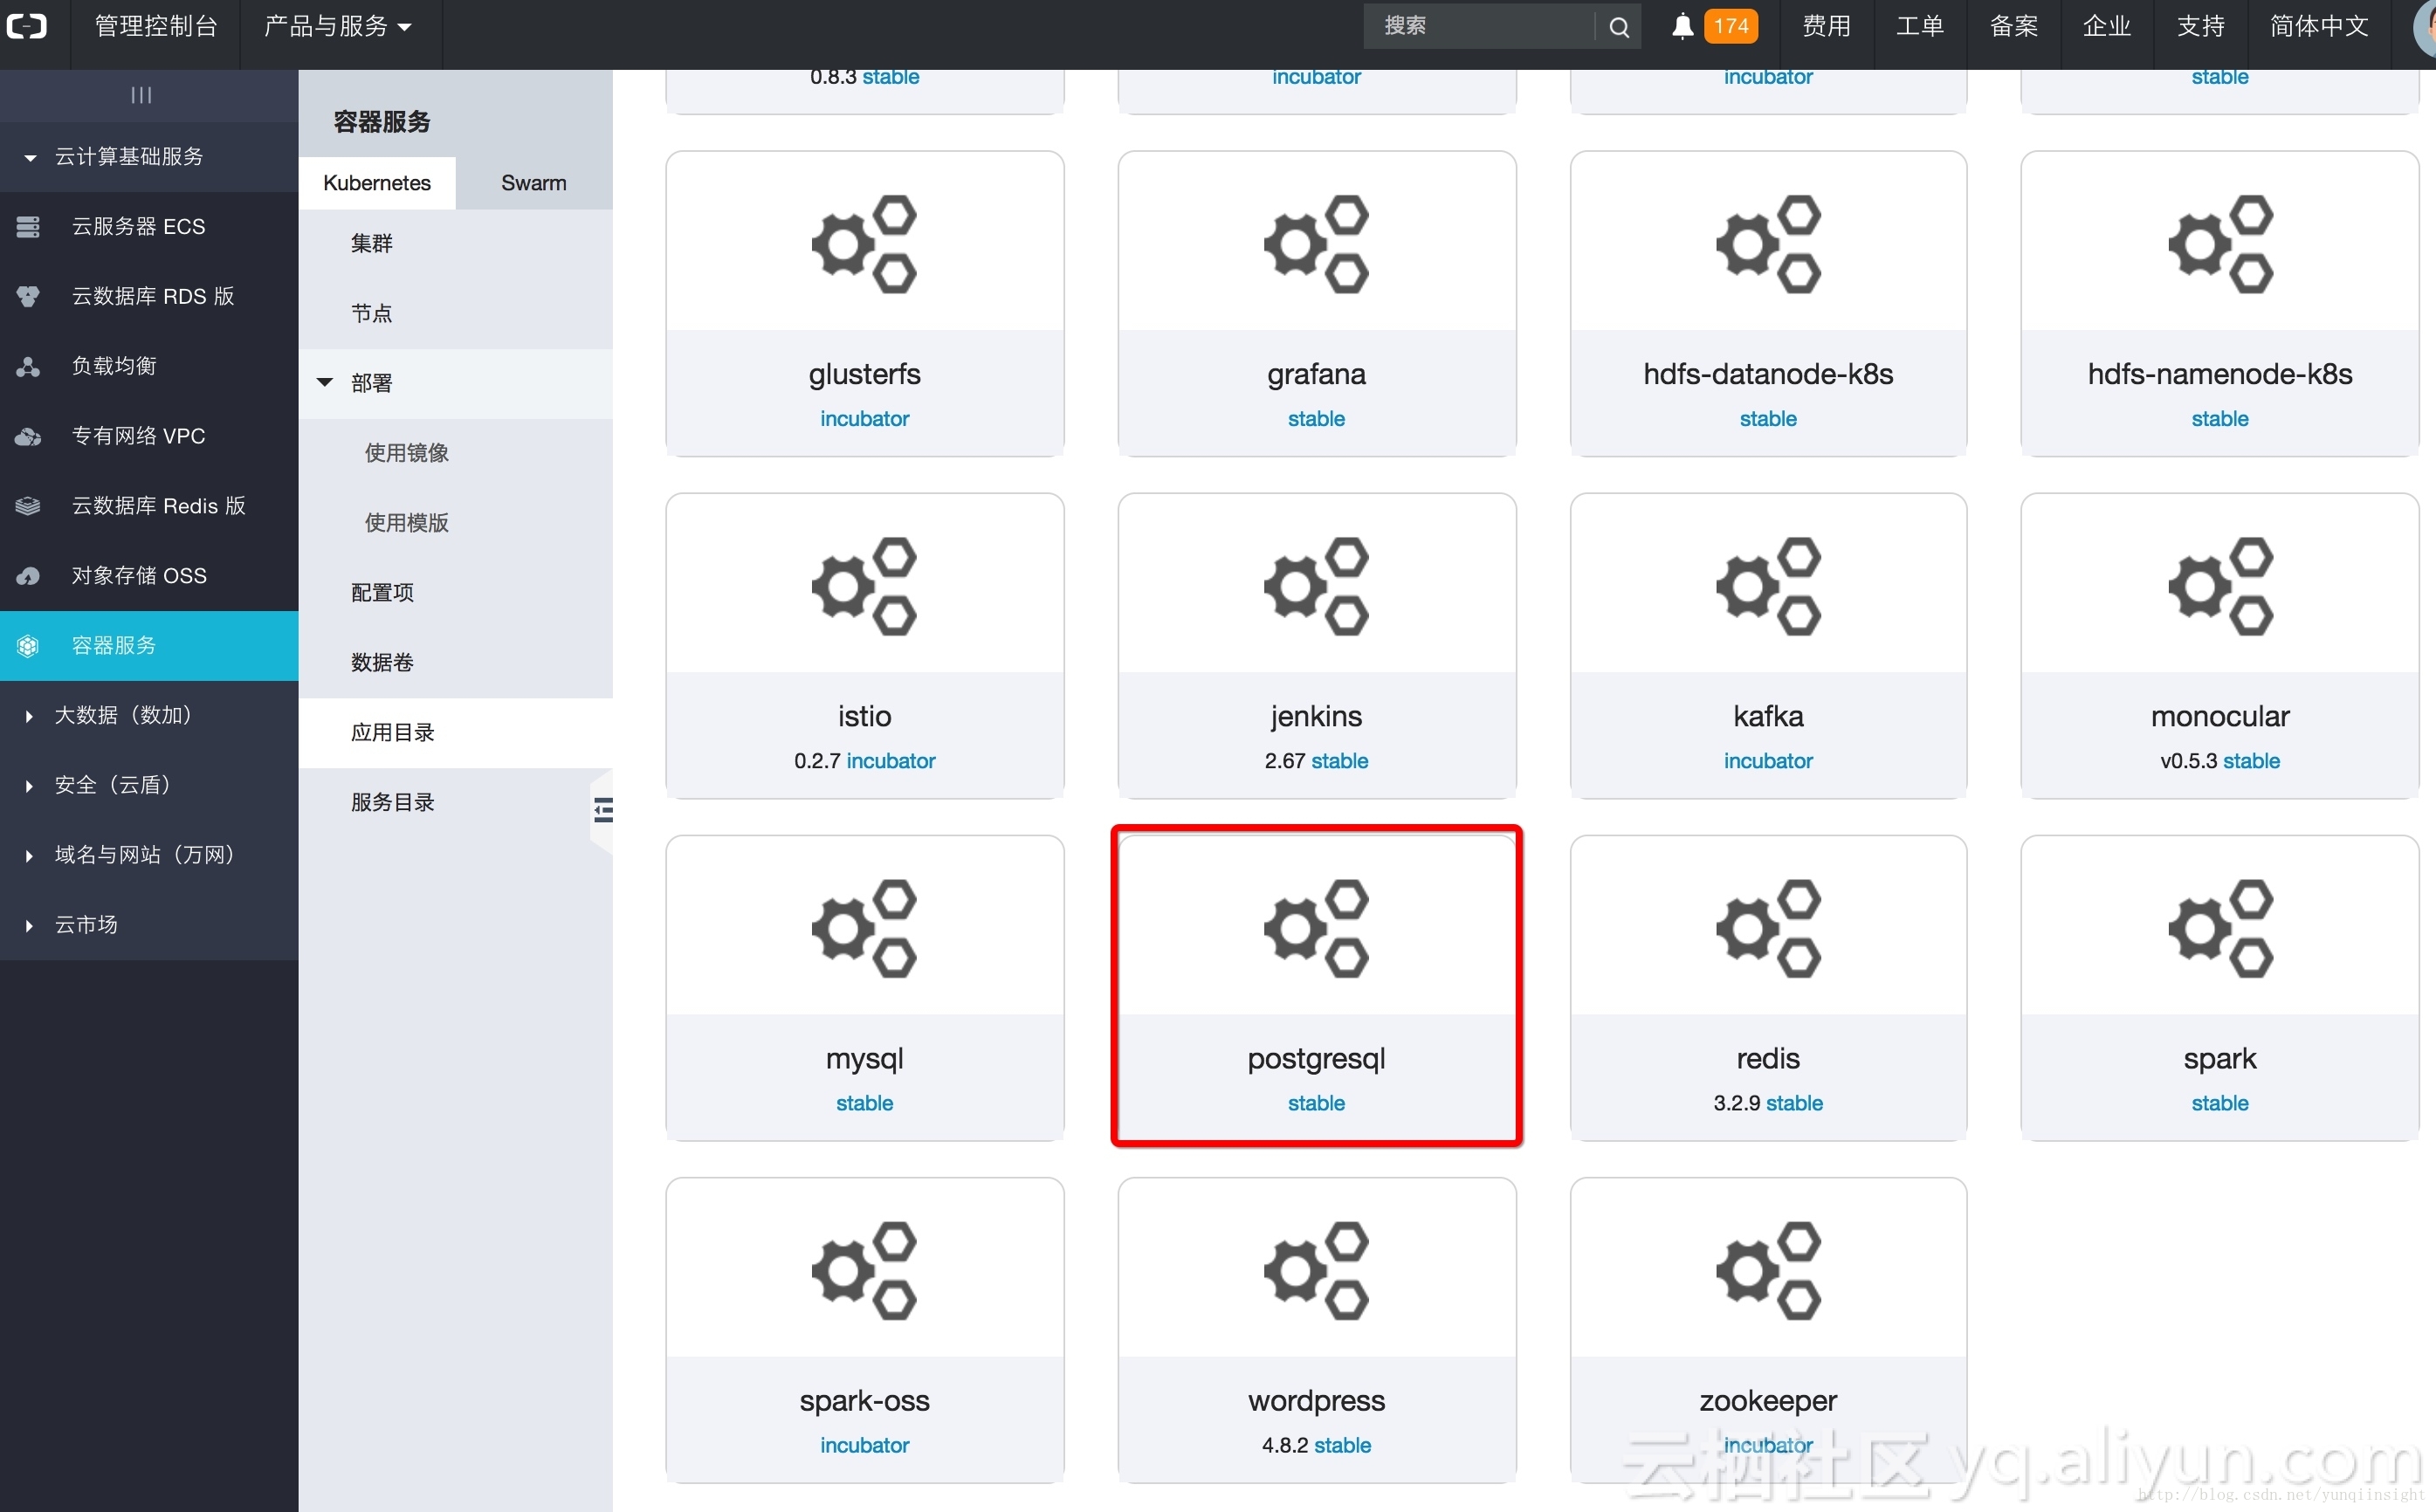 管理控制台
产品与服务
搜索
174
费用
工单
备案
企业
支持
简体中文
云计算基础服务
云服务器 ECS
云数据库 RDS 版
负载均衡
专有网络 VPC
云数据库 Redis 版
对象存储 OSS
容器服务
大数据（数加）
安全（云盾）
域名与网站（万网）
云市场
容器服务
Kubernetes
Swarm
集群
节点
部署
使用镜像
使用模版
配置项
数据卷
应用目录
服务目录
0.8.3 stable
incubator
incubator
stable
glusterfs
incubator
grafana
stable
hdfs-datanode-k8s
stable
hdfs-namenode-k8s
stable
istio
0.2.7 incubator
jenkins
2.67 stable
kafka
incubator
monocular
v0.5.3 stable
mysql
stable
postgresql
stable
redis
3.2.9 stable
spark
stable
spark-oss
incubator
wordpress
4.8.2 stable
zookeeper
incubator
云栖社区 yq.aliyun.com
http://blog.csdn.net/yunqiinsight